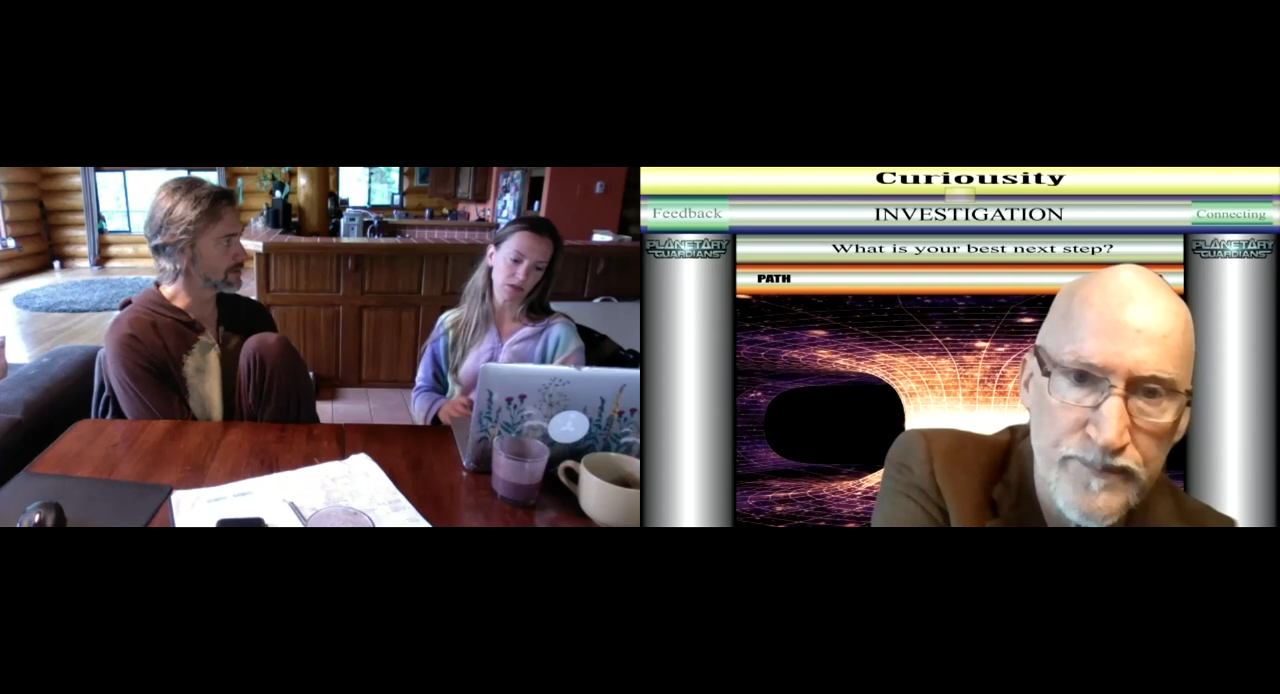 Curiousity
Feedback
INVESTIGATION
Connecting
PLANETARY
GUARDIANS
What is your best next step?
PLANETARY
GUARDIANS
PATH